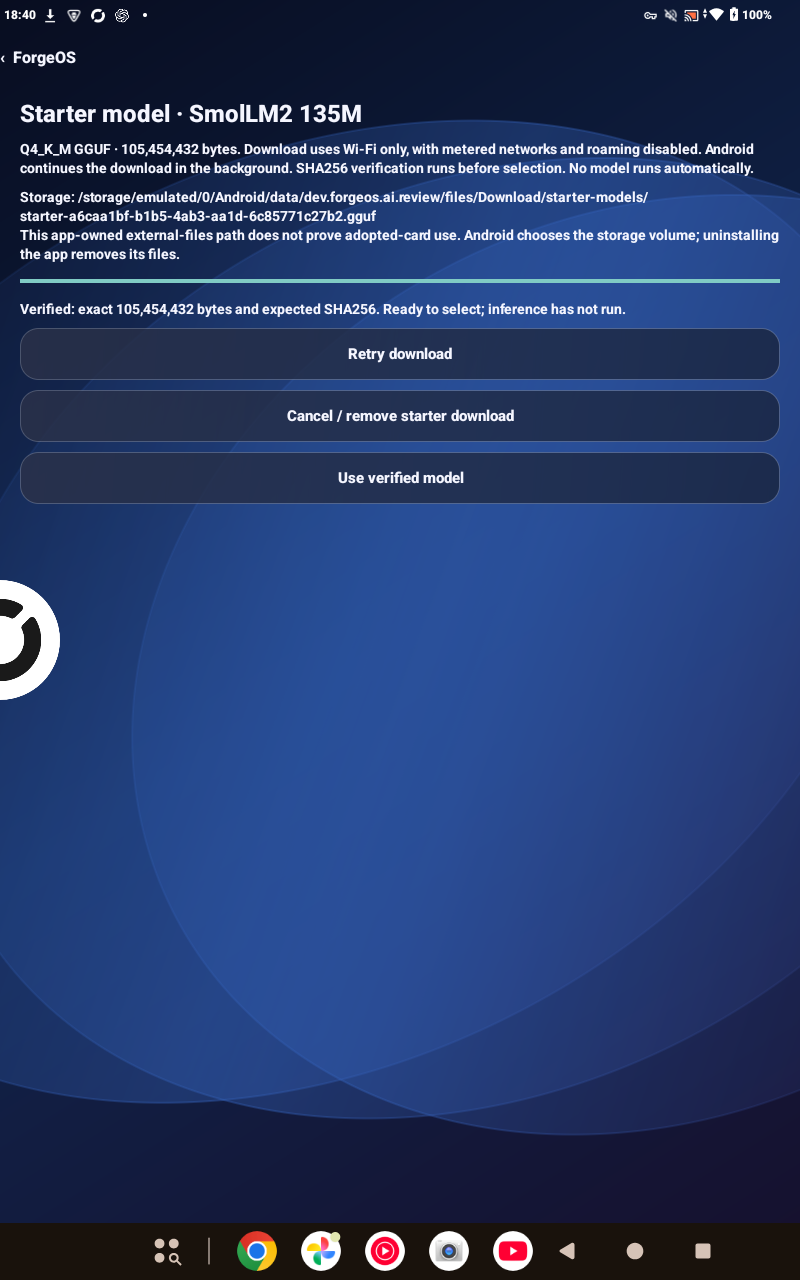 18:40
100%
‹ ForgeOS
Starter model · SmolLM2 135M
Q4_K_M GGUF · 105,454,432 bytes. Download uses Wi-Fi only, with metered networks and roaming disabled. Android
continues the download in the background. SHA256 verification runs before selection. No model runs automatically.
Storage: /storage/emulated/0/Android/data/dev.forgeos.ai.review/files/Download/starter-models/
starter-a6caa1bf-b1b5-4ab3-aa1d-6c85771c27b2.gguf
This app-owned external-files path does not prove adopted-card use. Android chooses the storage volume; uninstalling
the app removes its files.
Verified: exact 105,454,432 bytes and expected SHA256. Ready to select; inference has not run.
Retry download
Cancel / remove starter download
Use verified model